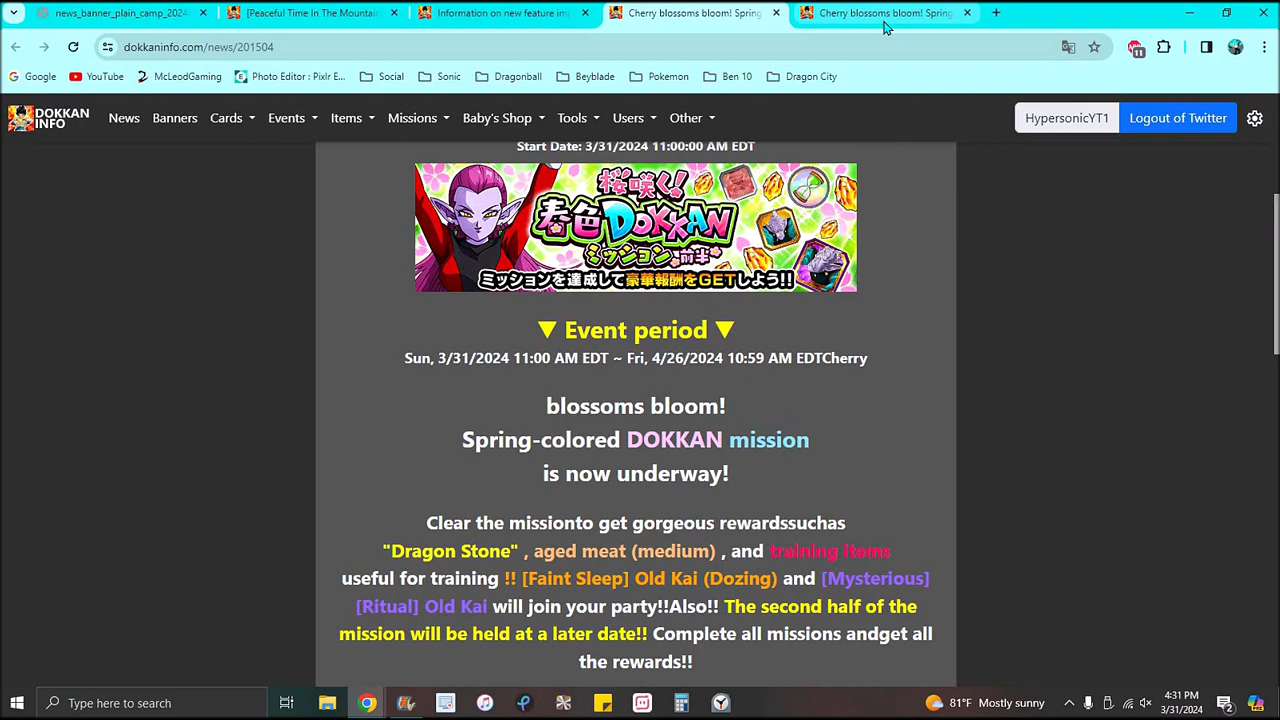 news_banner_plain_camp_2024
[Peaceful Time in The Mountain
Information on new feature im
Cherry blossoms bloom! Spring
Cherry blossoms bloom! Spring
dokkaninfo.com/news/201504
11
Google
YouTube
McLeodGaming
Photo Editor : Pixlr E...
Social
Sonic
Dragonball
Beyblade
Pokemon
Ben 10
Dragon City
DOKKAN INFO
News
Banners
Cards
Events
Items
Missions
Baby's Shop
Tools
Users
Other
HypersonicYT1
Logout of Twitter
Start Date: 3/31/2024 11:00:00 AM EDT
桜咲く!
春色DOKKAN
ミッション 前半
ミッションを達成して豪華報酬をGETしよう!!
▼ Event period ▼
Sun, 3/31/2024 11:00 AM EDT ~ Fri, 4/26/2024 10:59 AM EDTCherry
blossoms bloom!
Spring-colored DOKKAN mission
is now underway!
Clear the missionto get gorgeous rewardssuchas
"Dragon Stone" , aged meat (medium) , and training items
useful for training !! [Faint Sleep] Old Kai (Dozing) and [Mysterious]
[Ritual] Old Kai will join your party!!Also!! The second half of the
mission will be held at a later date!! Complete all missions andget all
the rewards!!
Type here to search
81°F Mostly sunny
4:31 PM
3/31/2024
2